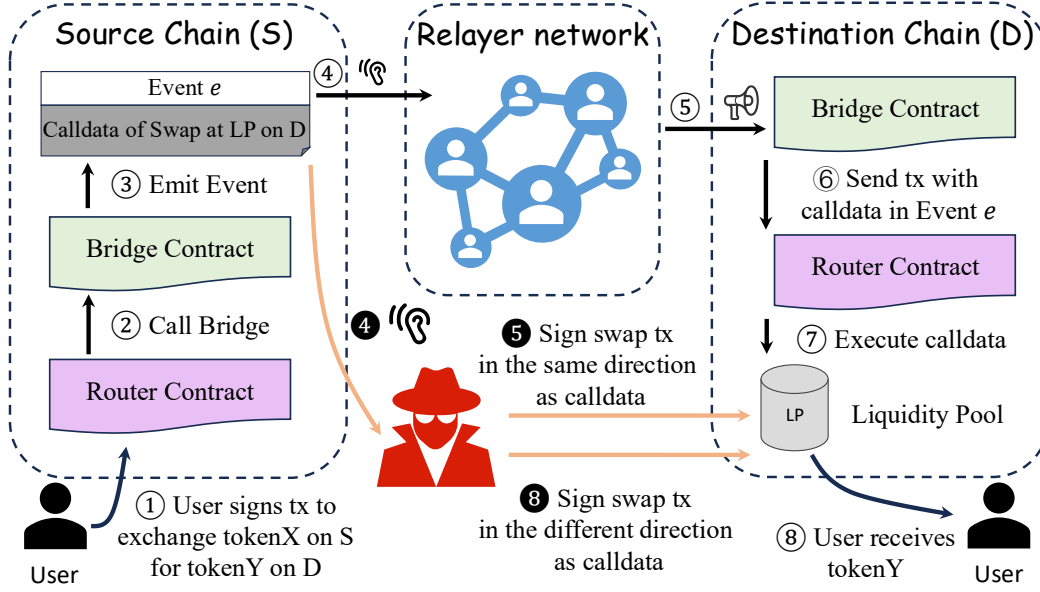 Source Chain (S)
Event e
Calldata of Swap at LP on D
③ Emit Event
Bridge Contract
② Call Bridge
Router Contract
① User signs tx to
exchange tokenX on S
for tokenY on D
User
④
Relayer network
❹
❺ Sign swap tx
in the same direction
as calldata
❽ Sign swap tx
in the different direction
as calldata
⑤
Destination Chain (D)
Bridge Contract
⑥ Send tx with
calldata in Event e
Router Contract
⑦ Execute calldata
LP
Liquidity Pool
⑧ User receives
tokenY
User